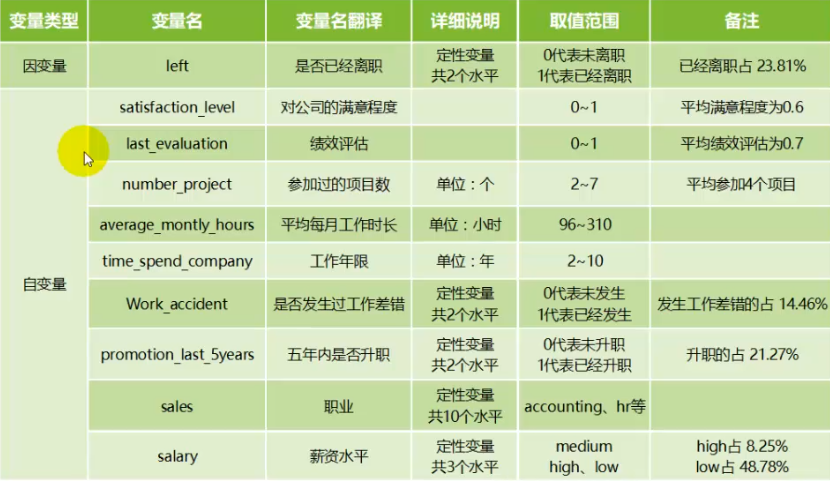 变量类型 变量名 变量名翻译 详细说明 取值范围 备注
因变量 left 是否已经离职 定性变量 0代表未离职 已经离职占 23.81%
共2个水平 1代表已经离职
自变量
satisfaction_level 对公司的满意程度 0~1 平均满意程度为0.6
last_evaluation 绩效评估 0~1 平均绩效评估为0.7
number_project 参加过的项目数 单位：个 2~7 平均参加4个项目
average_montly_hours 平均每月工作时长 单位：小时 96~310
time_spend_company 工作年限 单位：年 2~10
Work_accident 是否发生过工作差错 定性变量 0代表未发生 发生工作差错的占 14.46%
共2个水平 1代表已经发生
promotion_last_5years 五年内是否升职 定性变量 0代表未升职 升职的占 21.27%
共2个水平 1代表已经升职
sales 职业 定性变量 accounting、hr等
共10个水平
salary 薪资水平 定性变量 medium high占 8.25%
共3个水平 high、low low占 48.78%